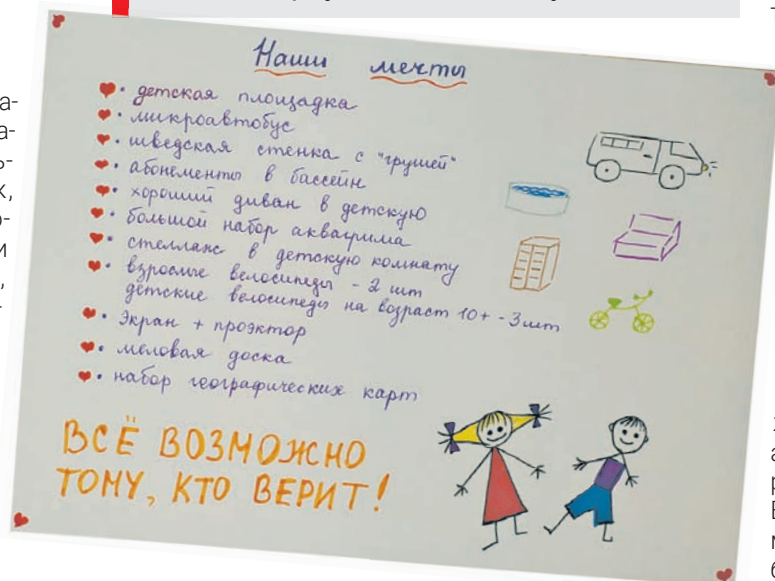 Наши мечты
· детская площадка
· микроавтобус
· шведская стенка с "грушей"
· абонементы в бассейн
· хороший диван в детскую
· большой набор аквагрима
· стеллаж в детскую комнату
· взрослые велосипеды - 2 шт
детские велосипеды на возраст 10+ - 3 шт
· экран + проэктор
· меловая доска
· набор географических карт
ВСЁ ВОЗМОЖНО
ТОМУ, КТО ВЕРИТ!